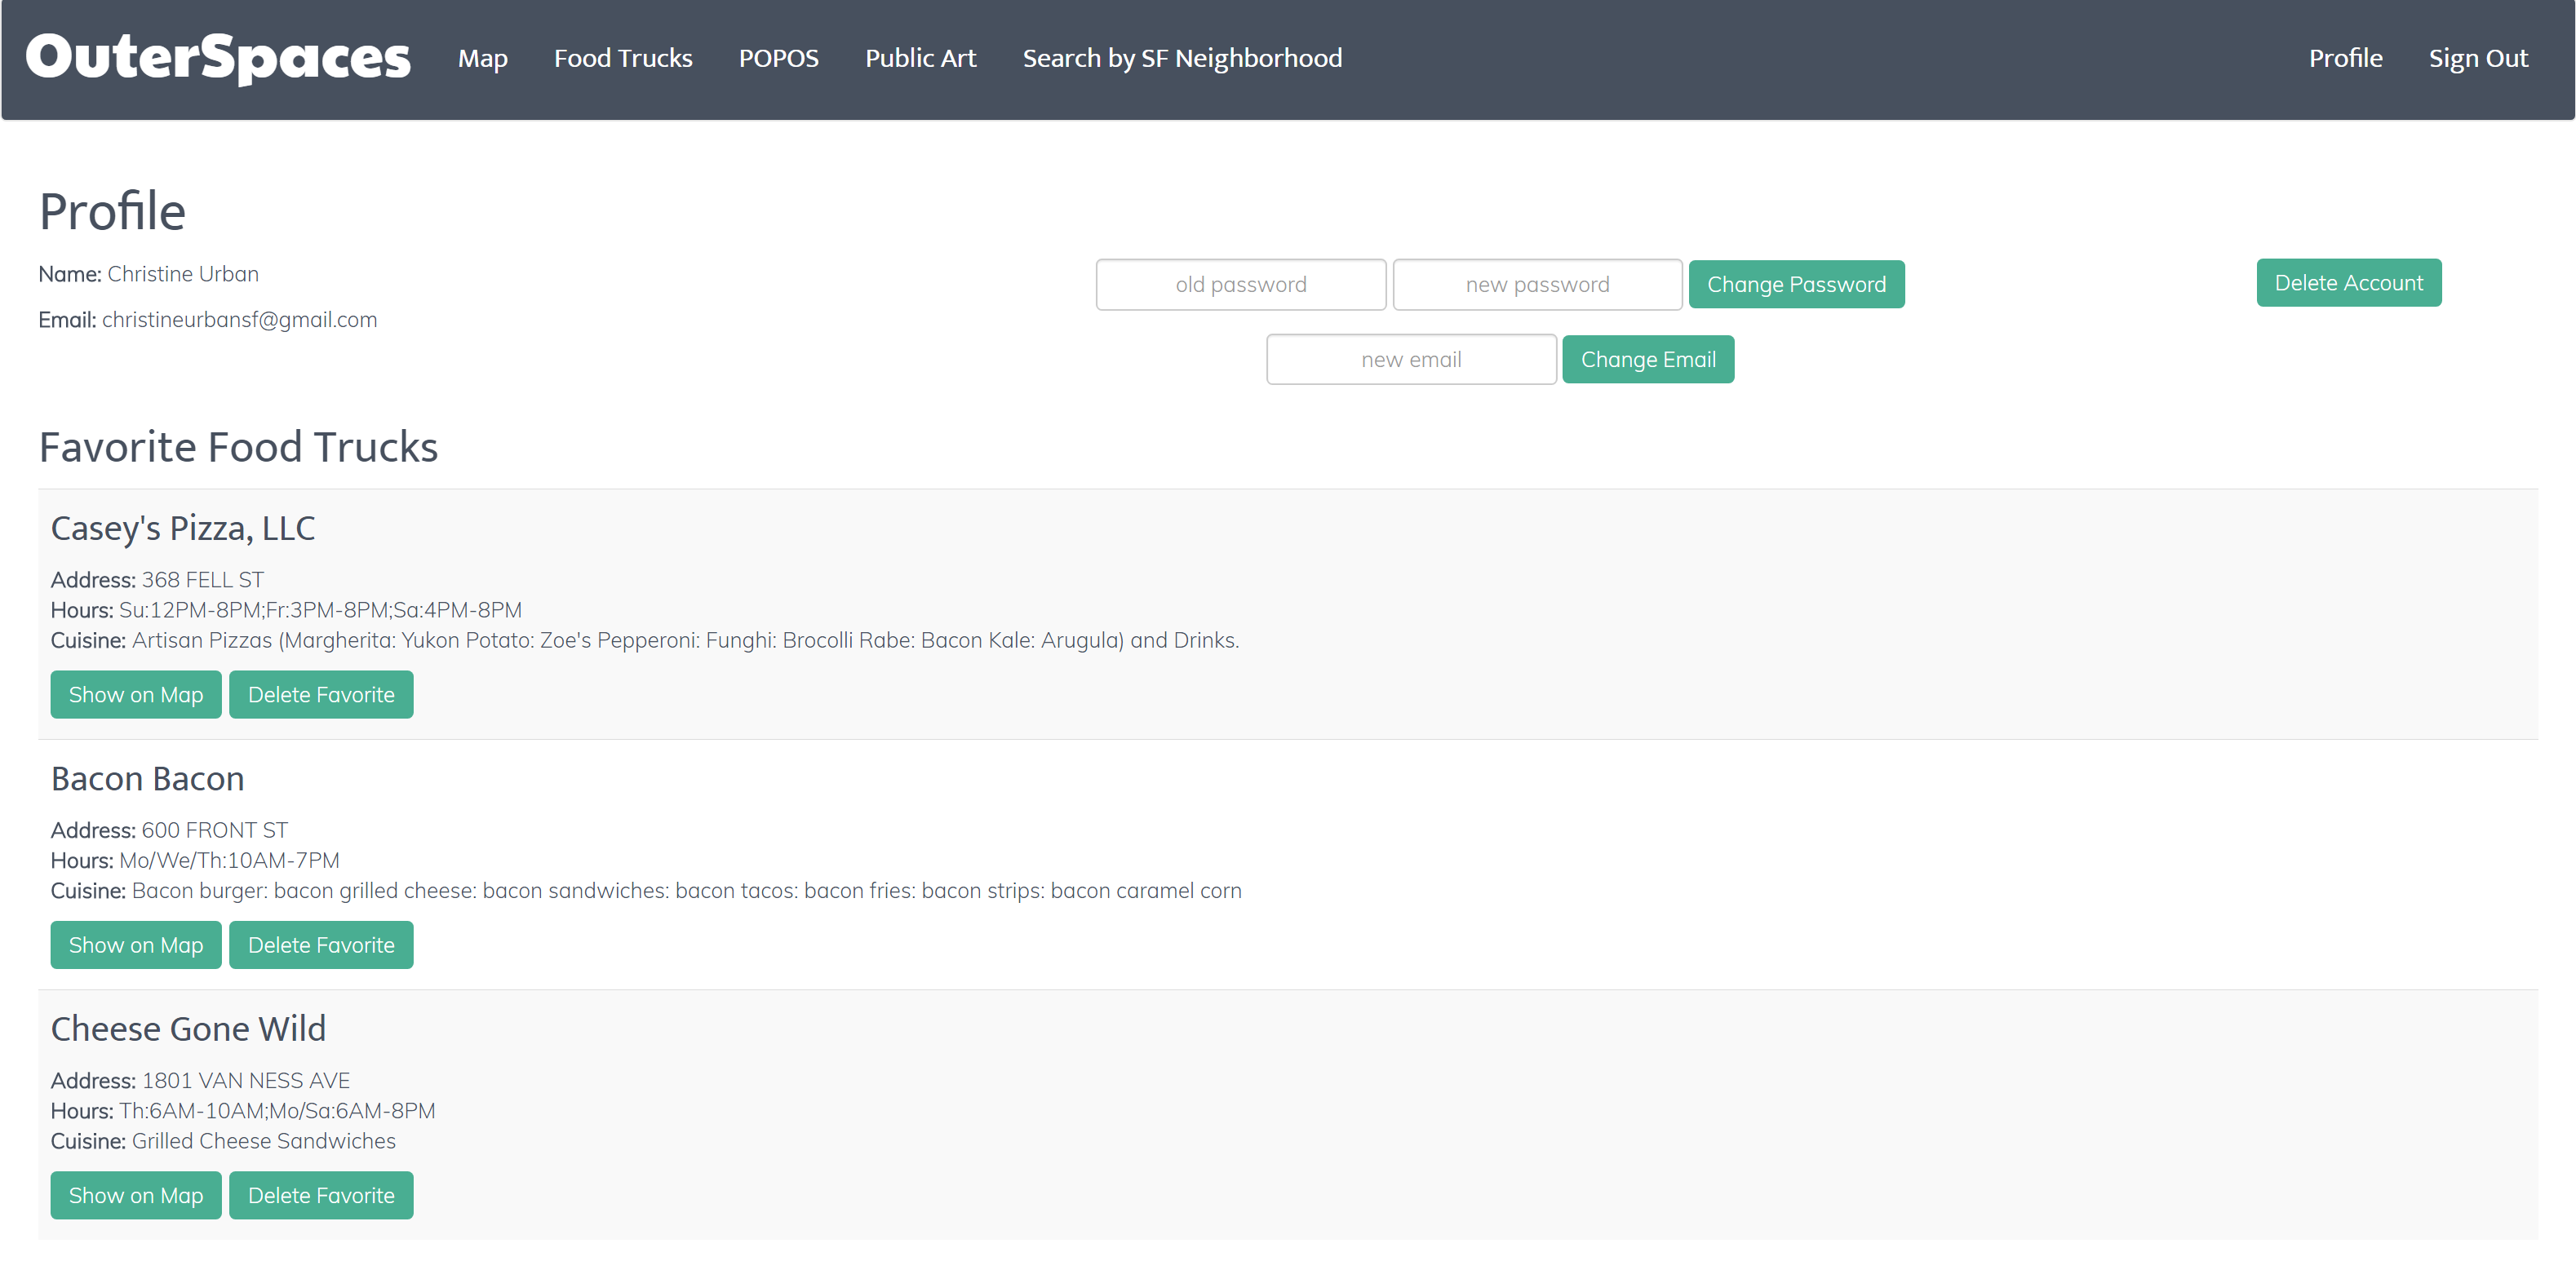 OuterSpaces Map Food Trucks POPOS Public Art Search by SF Neighborhood Profile Sign Out
Profile
Name: Christine Urban
Email: christineurbansf@gmail.com
old password new password Change Password
new email Change Email
Delete Account
Favorite Food Trucks
Casey's Pizza, LLC
Address: 368 FELL ST
Hours: Su:12PM-8PM;Fr:3PM-8PM;Sa:4PM-8PM
Cuisine: Artisan Pizzas (Margherita: Yukon Potato: Zoe's Pepperoni: Funghi: Brocolli Rabe: Bacon Kale: Arugula) and Drinks.
Show on Map Delete Favorite
Bacon Bacon
Address: 600 FRONT ST
Hours: Mo/We/Th:10AM-7PM
Cuisine: Bacon burger: bacon grilled cheese: bacon sandwiches: bacon tacos: bacon fries: bacon strips: bacon caramel corn
Show on Map Delete Favorite
Cheese Gone Wild
Address: 1801 VAN NESS AVE
Hours: Th:6AM-10AM;Mo/Sa:6AM-8PM
Cuisine: Grilled Cheese Sandwiches
Show on Map Delete Favorite